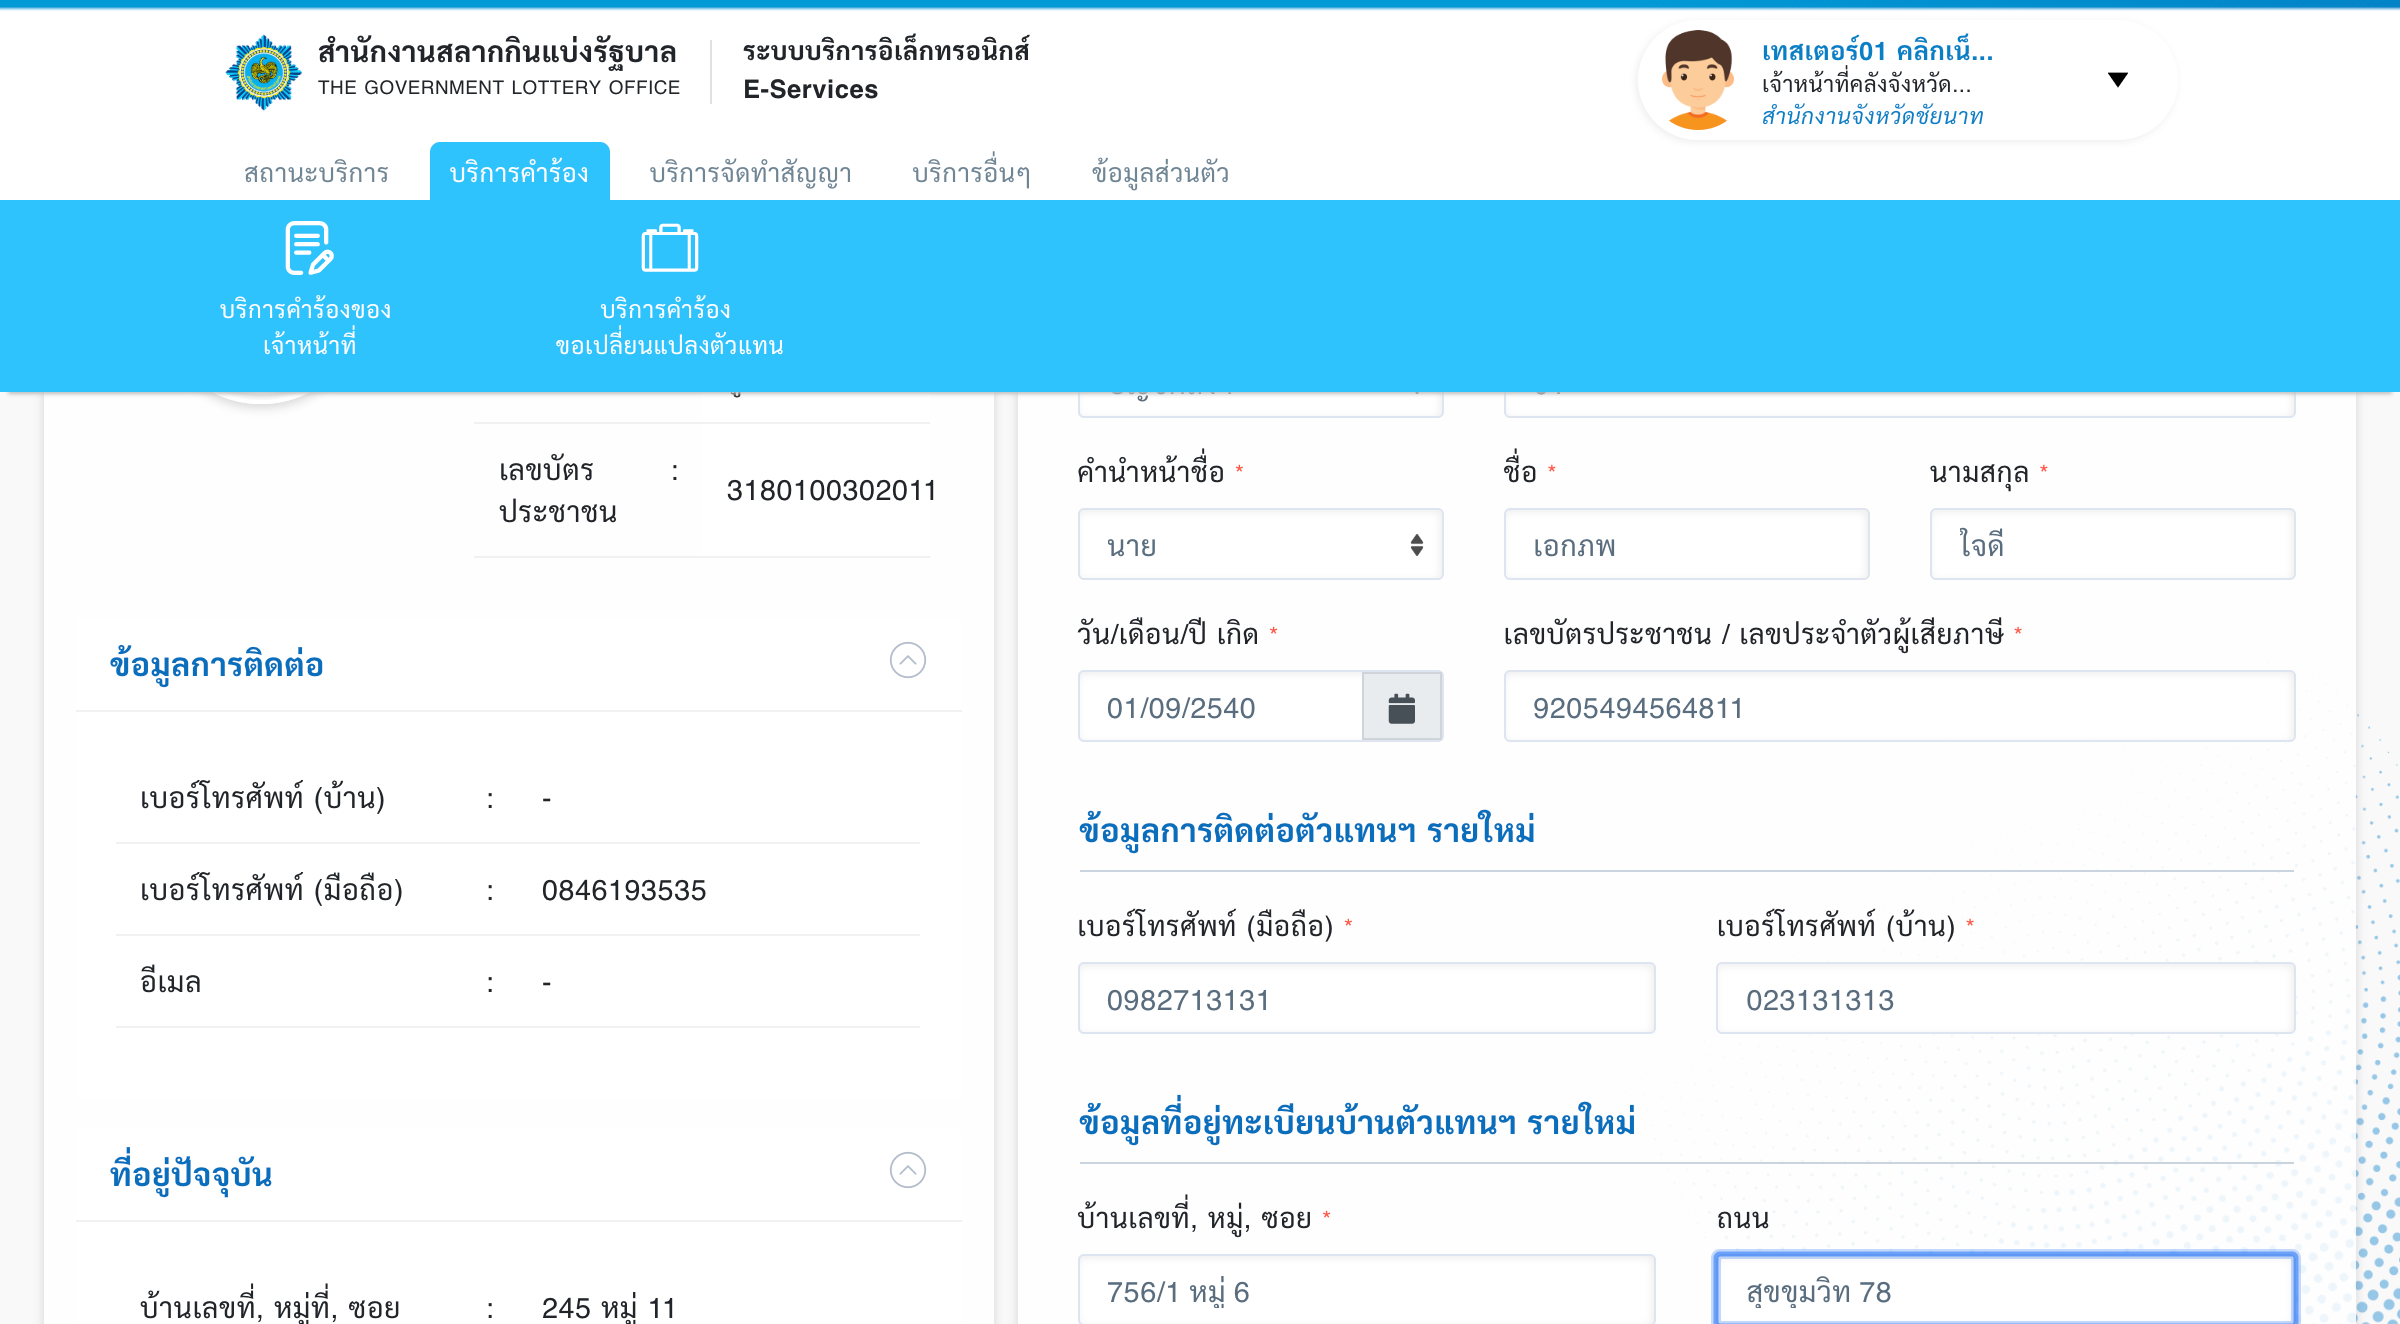 สำนักงานสลากกินแบ่งรัฐบาล
THE GOVERNMENT LOTTERY OFFICE
ระบบบริการอิเล็กทรอนิกส์
E-Services
เทสเตอร์01 คลิกเน็...
เจ้าหน้าที่คลังจังหวัด...
สำนักงานจังหวัดชัยนาท
สถานะบริการ
บริการคำร้อง
บริการจัดทำสัญญา
บริการอื่นๆ
ข้อมูลส่วนตัว
บริการคำร้องของ
เจ้าหน้าที่
บริการคำร้อง
ขอเปลี่ยนแปลงตัวแทน
เลขบัตร
ประชาชน
:
3180100302011
ข้อมูลการติดต่อ
เบอร์โทรศัพท์ (บ้าน) : -
เบอร์โทรศัพท์ (มือถือ) : 0846193535
อีเมล : -
ที่อยู่ปัจจุบัน
บ้านเลขที่, หมู่ที่, ซอย : 245 หมู่ 11
คำนำหน้าชื่อ *
ชื่อ *
นามสกุล *
นาย
เอกภพ
ใจดี
วัน/เดือน/ปี เกิด *
เลขบัตรประชาชน / เลขประจำตัวผู้เสียภาษี *
01/09/2540
9205494564811
ข้อมูลการติดต่อตัวแทนฯ รายใหม่
เบอร์โทรศัพท์ (มือถือ) *
เบอร์โทรศัพท์ (บ้าน) *
0982713131
023131313
ข้อมูลที่อยู่ทะเบียนบ้านตัวแทนฯ รายใหม่
บ้านเลขที่, หมู่, ซอย *
ถนน
756/1 หมู่ 6
สุขขุมวิท 78